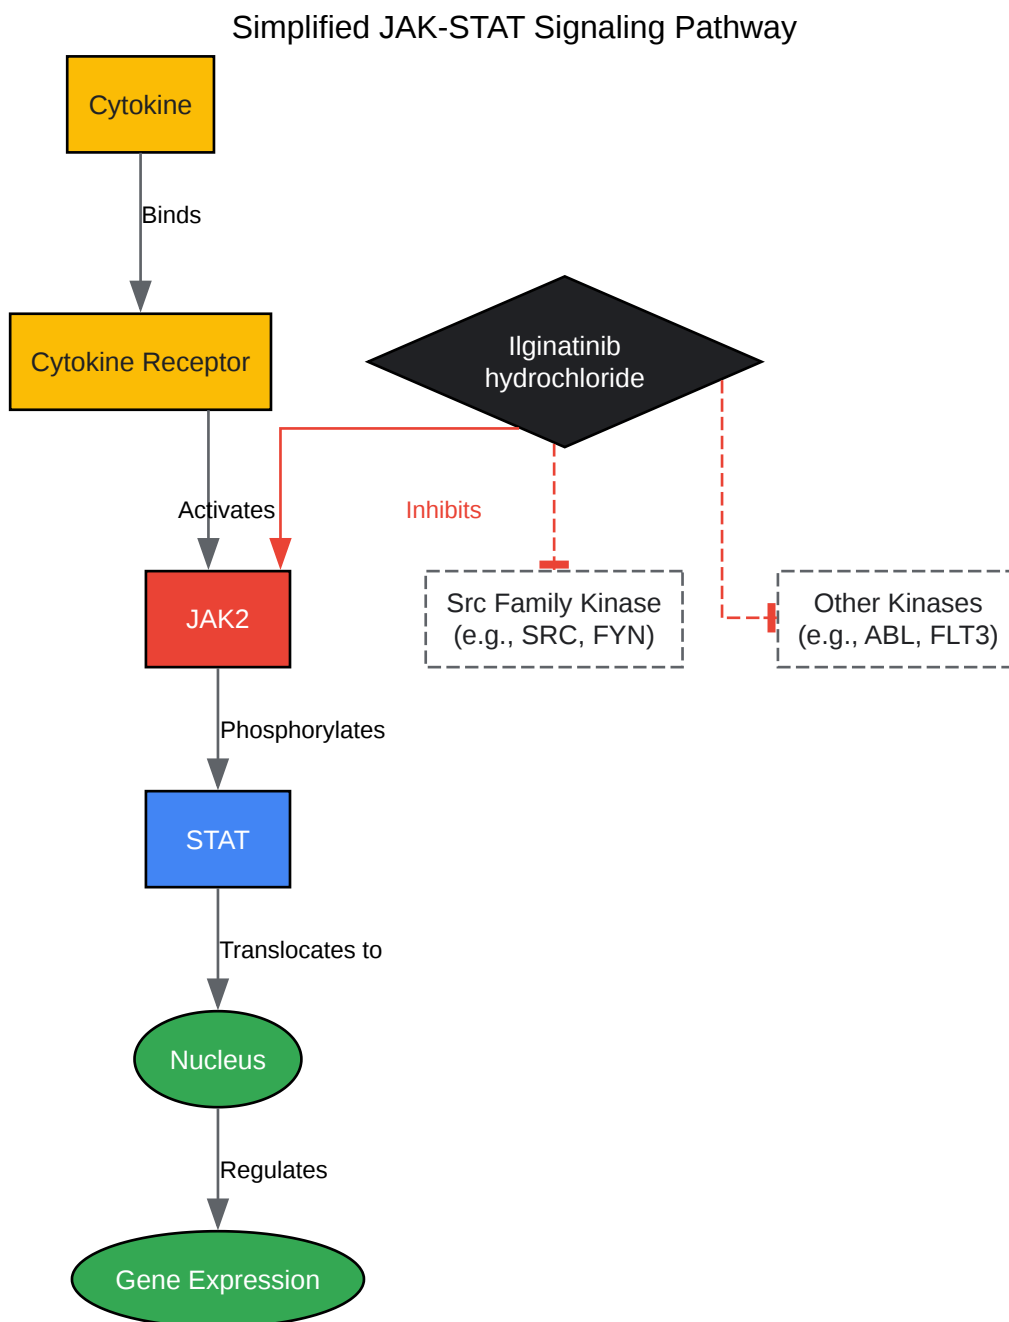 Simplified JAK-STAT Signaling Pathway
Cytokine
Binds
Cytokine Receptor
Ilginatinib
hydrochloride
Activates
Inhibits
JAK2
Src Family Kinase
(e.g., SRC, FYN)
Other Kinases
(e.g., ABL, FLT3)
Phosphorylates
STAT
Translocates to
Nucleus
Regulates
Gene Expression